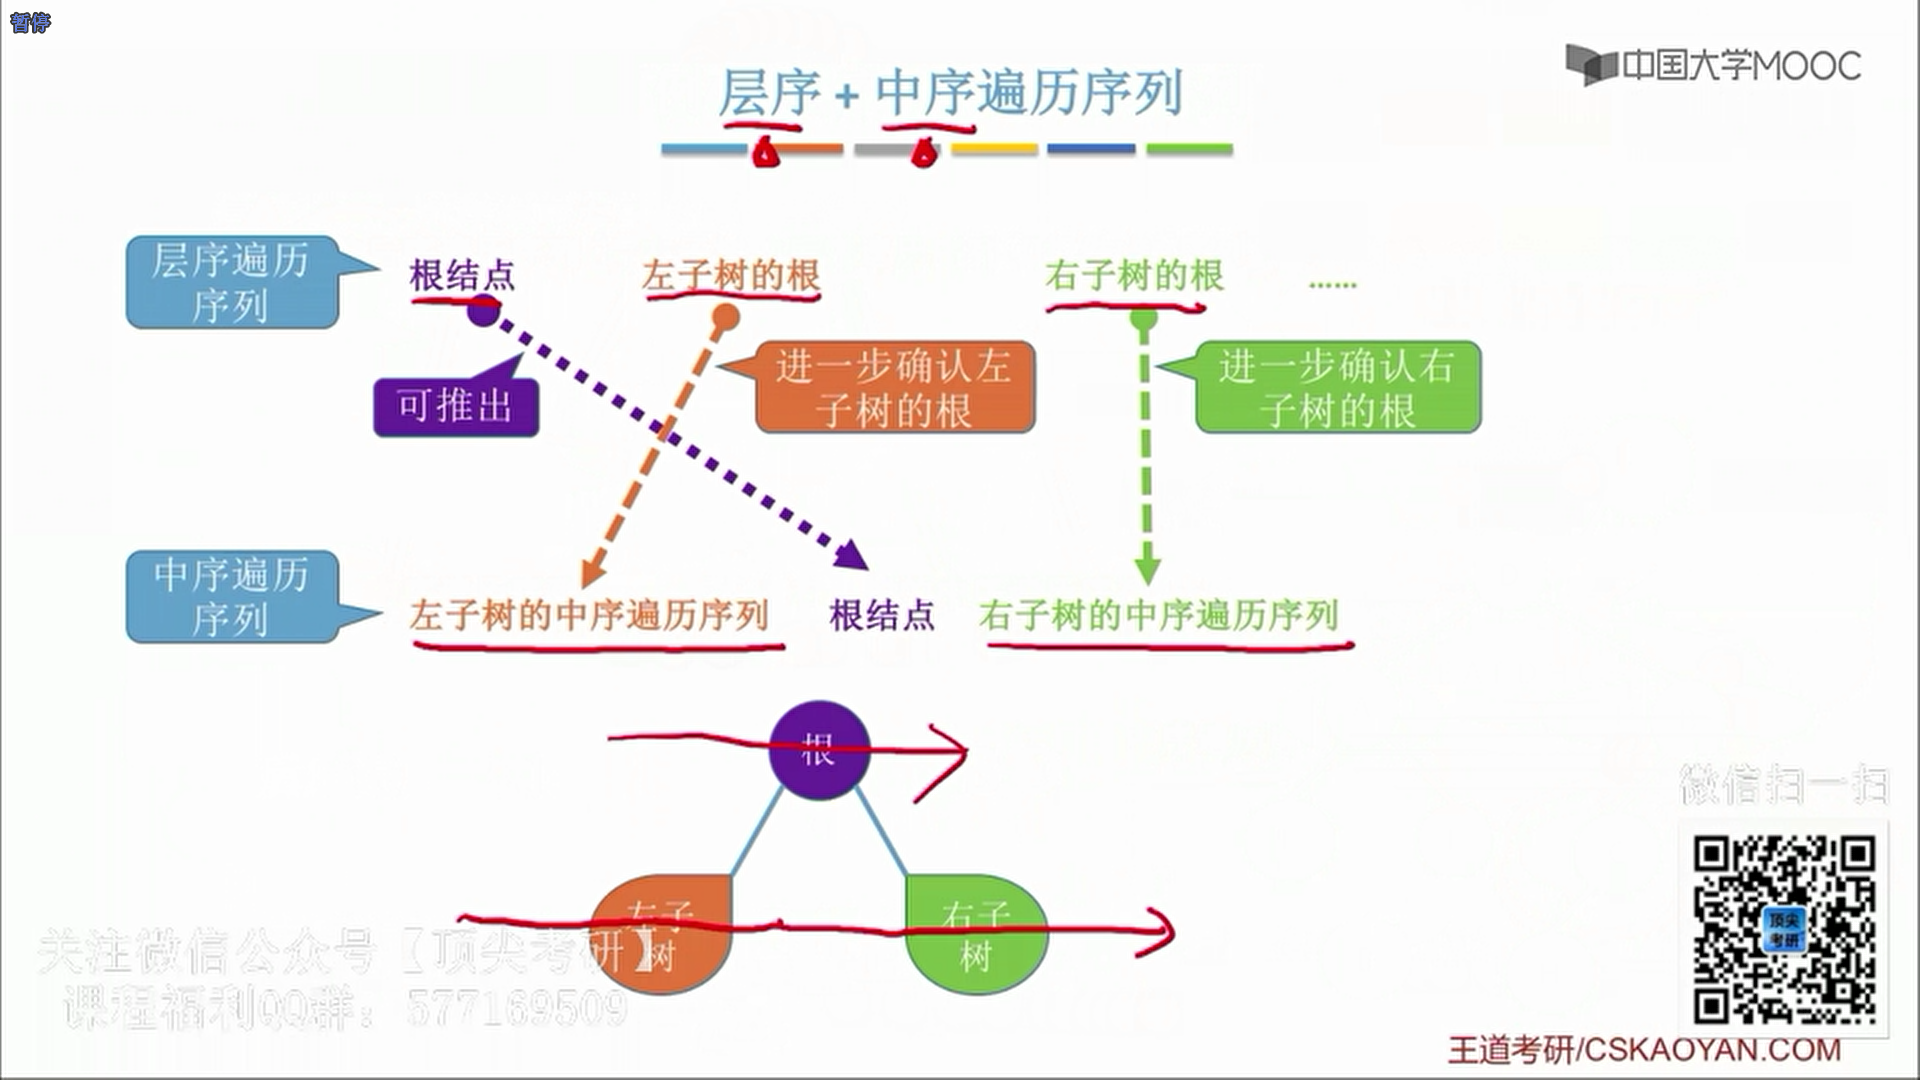 暂停
中国大学MOOC
层序 + 中序遍历序列
层序遍历
序列
根结点
左子树的根
右子树的根
……
可推出
进一步确认左
子树的根
进一步确认右
子树的根
中序遍历
序列
左子树的中序遍历序列
根结点
右子树的中序遍历序列
根
左子
树
右子
树
微信扫一扫
顶尖
考研
关注微信公众号【顶尖考研】
课程福利QQ群：577169509
王道考研/CSKAOYAN.COM